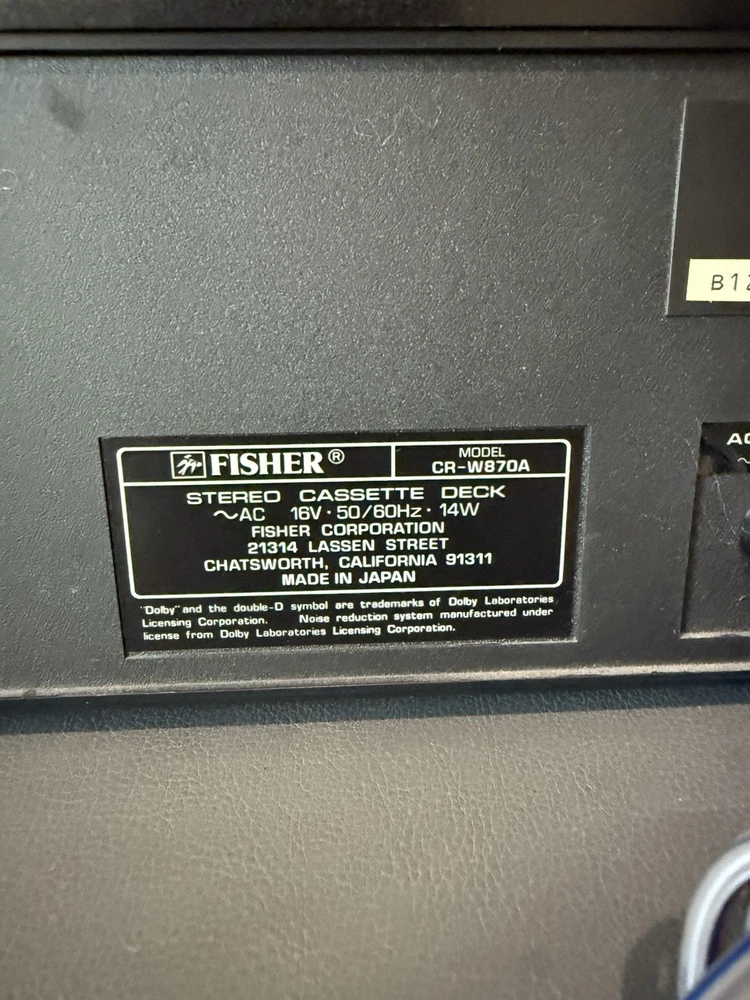 B12
FISHER®
MODEL
CR-W870A
STEREO CASSETTE DECK
~AC 16V · 50/60Hz · 14W
FISHER CORPORATION
21314 LASSEN STREET
CHATSWORTH, CALIFORNIA 91311
MADE IN JAPAN
"Dolby" and the double-D symbol are trademarks of Dolby Laboratories
Licensing Corporation. Noise reduction system manufactured under
license from Dolby Laboratories Licensing Corporation.
AC
~